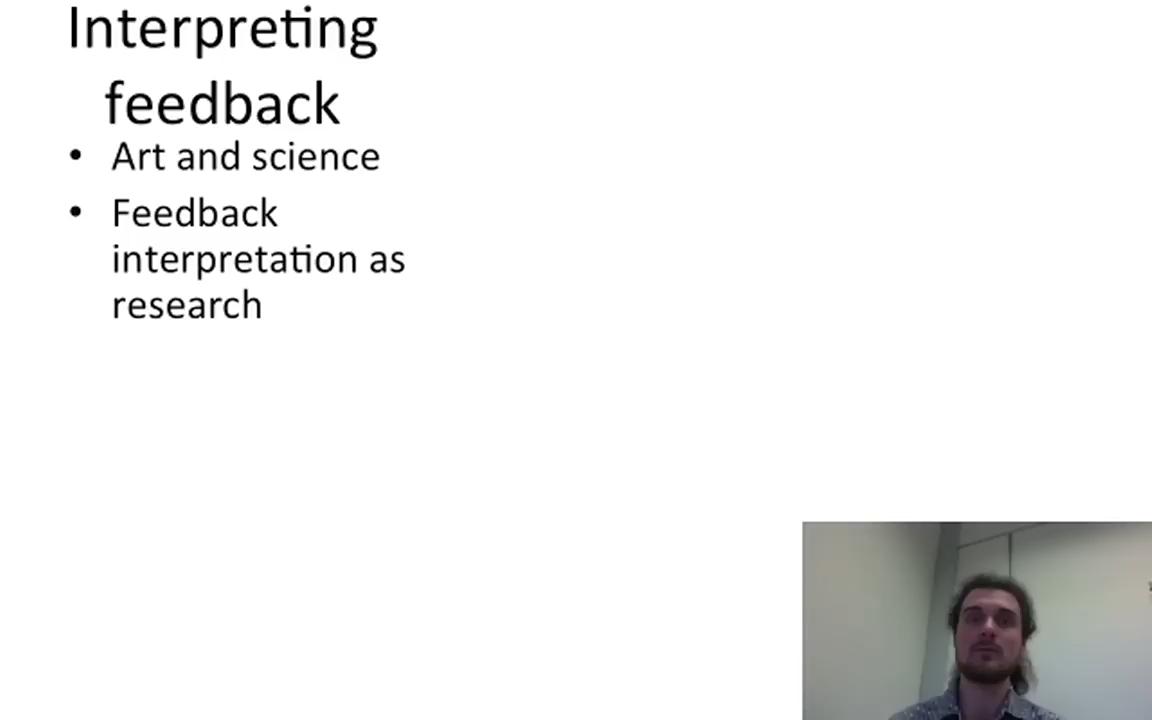 Interpreting
feedback
• Art and science
• Feedback
interpretation as
research